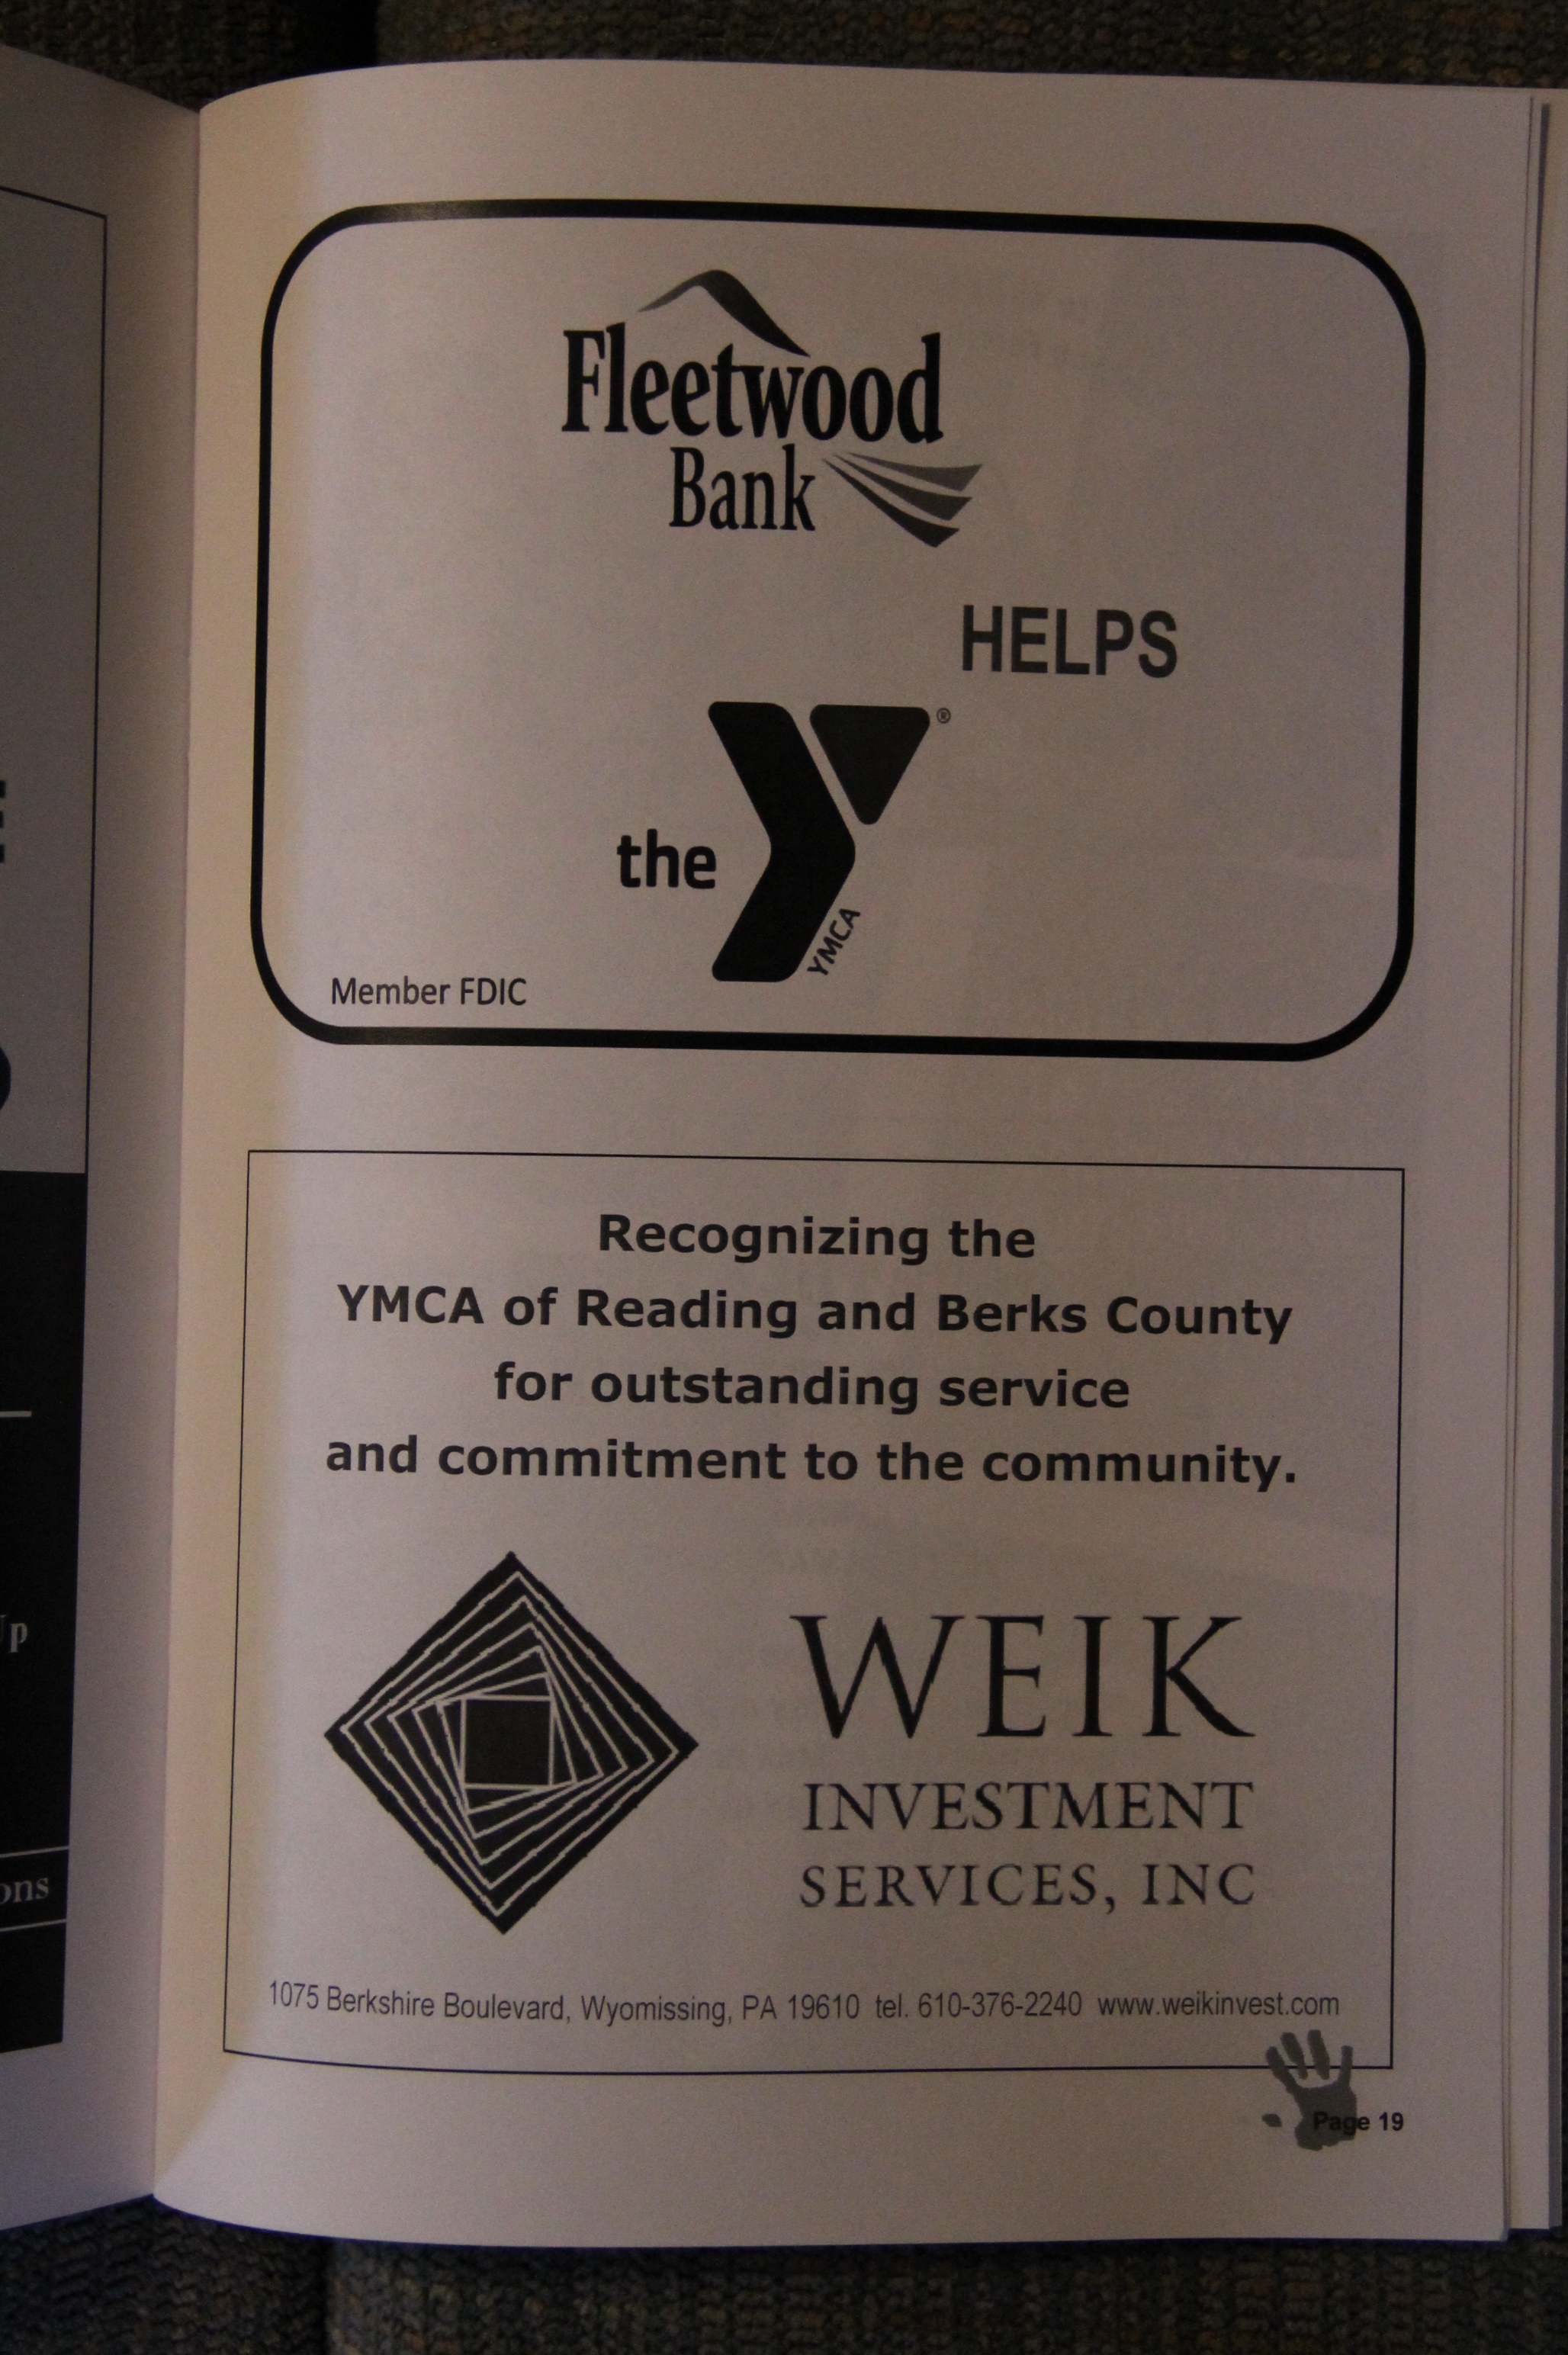 Up
ons
Fleetwood
Bank
HELPS
the
YMCA
®
Member FDIC
Recognizing the
YMCA of Reading and Berks County
for outstanding service
and commitment to the community.
WEIK
INVESTMENT
SERVICES, INC
1075 Berkshire Boulevard, Wyomissing, PA 19610 tel. 610-376-2240 www.weikinvest.com
Page 19